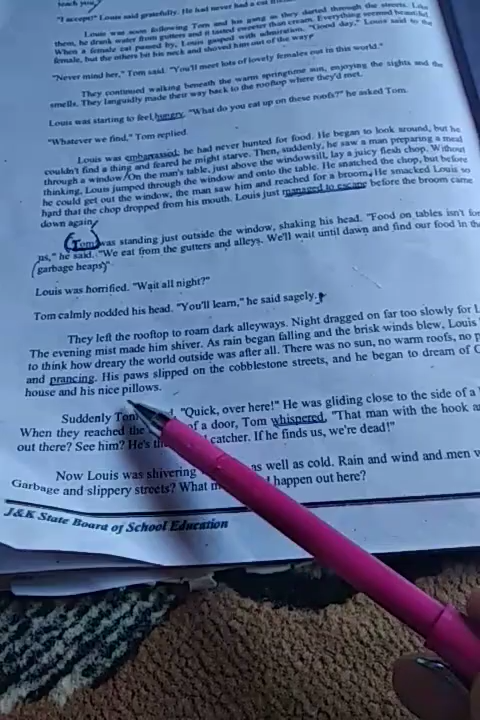 teach you,
"I accept!" Louis said gratefully. He had never had a cat
Louis was soon following Tom and his gang as they darted through the streets. Like
them, he drank water from gutters and it tasted sweeter than cream. Everything seemed beautiful.
When a female cat passed by, Louis gasped with admiration. "Good day," Louis said to the
female, but the others bit his neck and shoved him out of the way.
"Never mind her," Tom said. "You'll meet lots of lovely females out in this world."
They continued walking beneath the warm springtime sun, enjoying the sights and the
smells. They languidly made their way back to the rooftop where they'd met.
Louis was starting to feel hungry. "What do you eat up on these roofs?" he asked Tom.
"Whatever we find," Tom replied.
Louis was embarrassed; he had never hunted for food. He began to look around, but he
couldn't find a thing and feared he might starve. Then, suddenly, he saw a man preparing a meal
through a window. On the man's table, just above the windowsill, lay a juicy flesh chop. Without
thinking, Louis jumped through the window and onto the table. He snatched the chop, but before
he could get out the window, the man saw him and reached for a broom. He smacked Louis so
hard that the chop dropped from his mouth. Louis just managed to escape before the broom came
down again.
Tom was standing just outside the window, shaking his head. "Food on tables isn't for
us," he said. "We eat from the gutters and alleys. We'll wait until dawn and find our food in the
garbage heaps."
Louis was horrified. "Wait all night?"
Tom calmly nodded his head. "You'll learn," he said sagely.
They left the rooftop to roam dark alleyways. Night dragged on far too slowly for L
The evening mist made him shiver. As rain began falling and the brisk winds blew, Louis
to think how dreary the world outside was after all. There was no sun, no warm roofs, no p
and prancing. His paws slipped on the cobblestone streets, and he began to dream of C
house and his nice pillows.
Suddenly Tom "Quick, over here!" He was gliding close to the side of a
When they reached the of a door, Tom whispered, "That man with the hook a
out there? See him? He's th catcher. If he finds us, we're dead!"
Now Louis was shivering as well as cold. Rain and wind and men w
Garbage and slippery streets? What happen out here?
J&K State Board of School Education